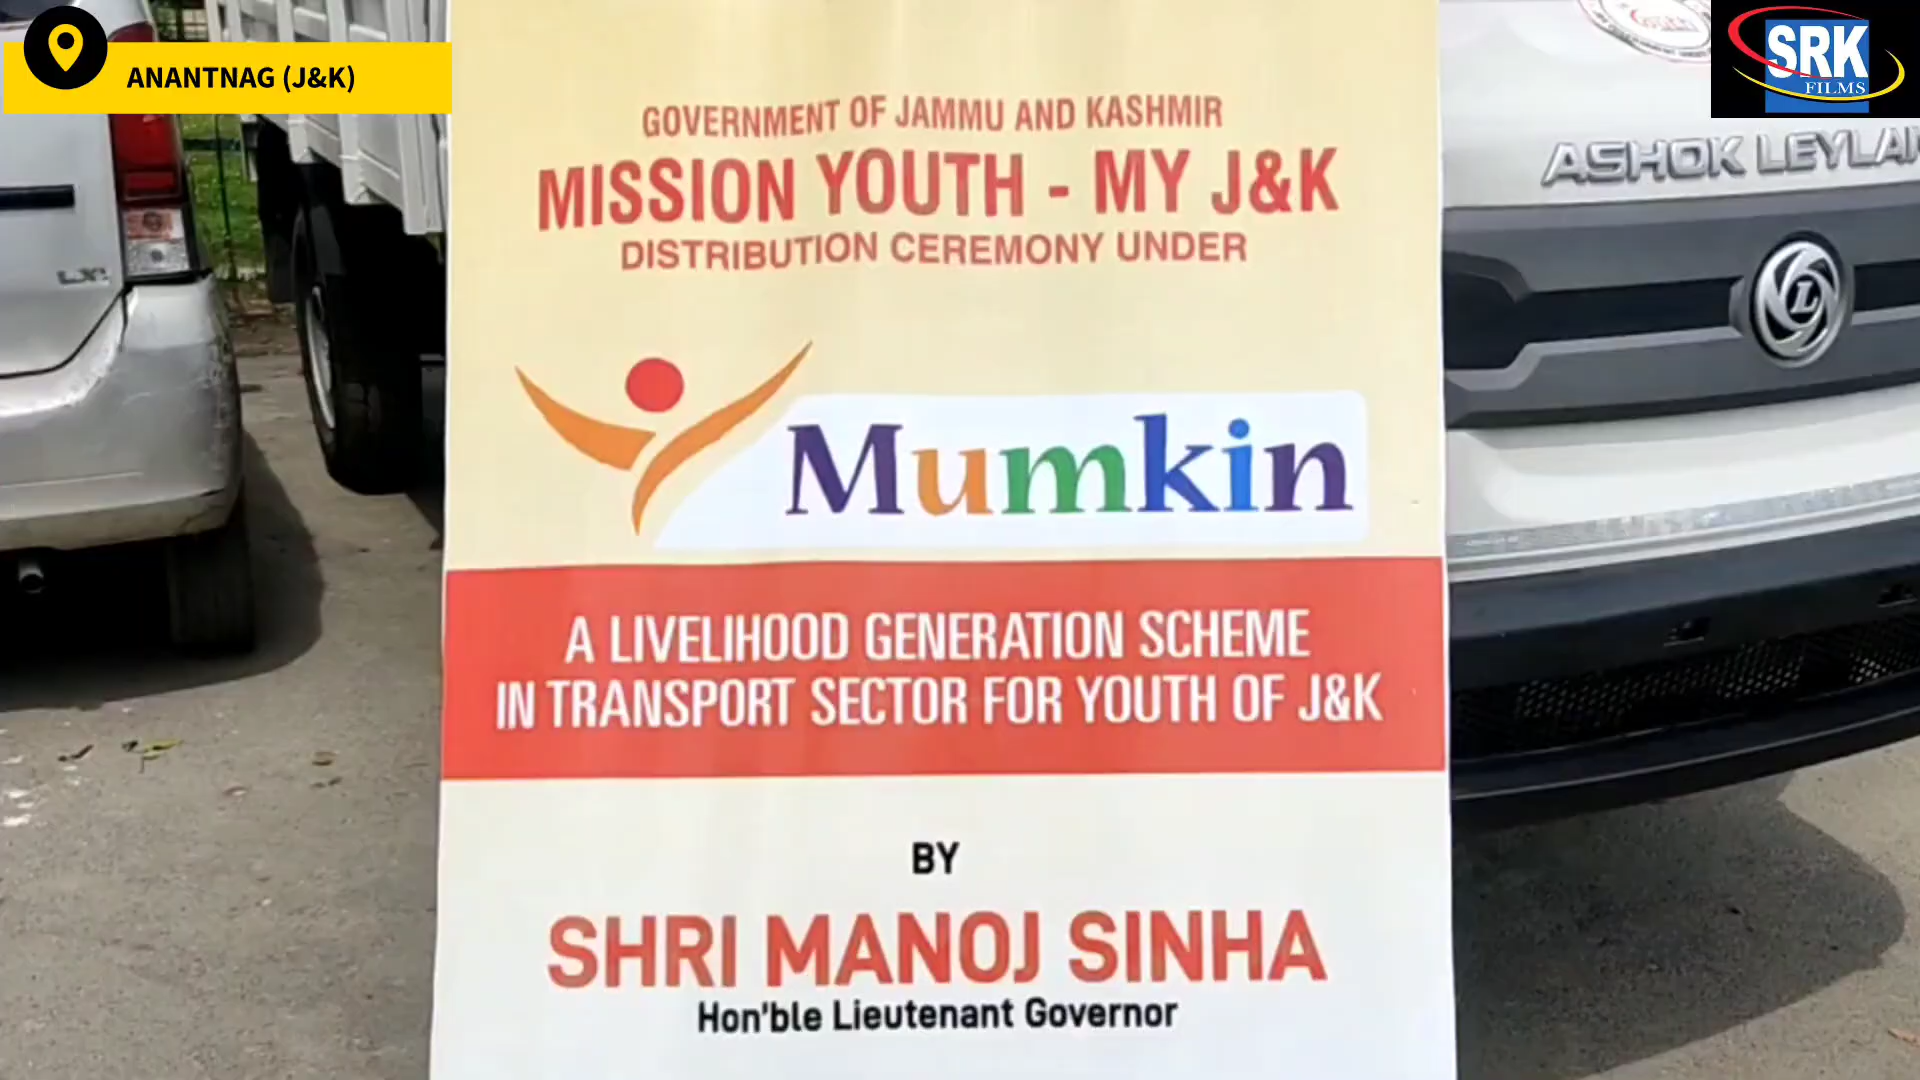 ANANTNAG (J&K)
SRK
FILMS
ASHOK
LXi
GOVERNMENT OF JAMMU AND KASHMIR
MISSION YOUTH - MY J&K
DISTRIBUTION CEREMONY UNDER
Mumkin
L
A LIVELIHOOD GENERATION SCHEME
IN TRANSPORT SECTOR FOR YOUTH OF J&K
BY
SHRI MANOJ SINHA
Hon'ble Lieutenant Governor